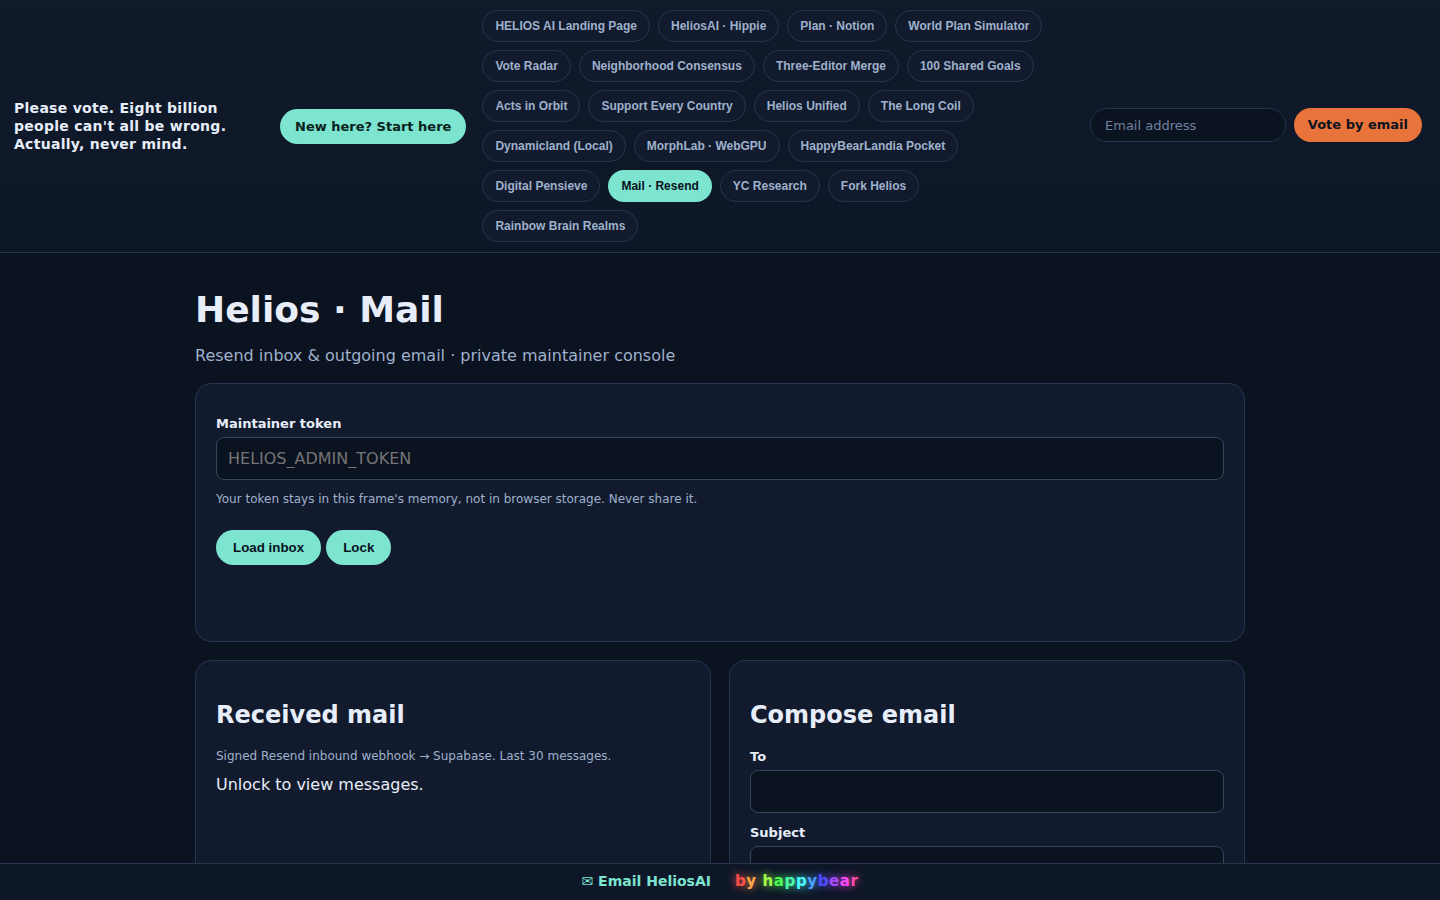 Please vote. Eight billion
people can't all be wrong.
Actually, never mind.
New here? Start here
HELIOS AI Landing Page
HeliosAI · Hippie
Plan · Notion
World Plan Simulator
Vote Radar
Neighborhood Consensus
Three-Editor Merge
100 Shared Goals
Acts in Orbit
Support Every Country
Helios Unified
The Long Coil
Dynamicland (Local)
MorphLab · WebGPU
HappyBearLandia Pocket
Digital Pensieve
Mail · Resend
YC Research
Fork Helios
Rainbow Brain Realms
Email address
Vote by email
Helios · Mail
Resend inbox & outgoing email · private maintainer console
Maintainer token
HELIOS_ADMIN_TOKEN
Your token stays in this frame's memory, not in browser storage. Never share it.
Load inbox
Lock
Received mail
Signed Resend inbound webhook → Supabase. Last 30 messages.
Unlock to view messages.
Compose email
To
Subject
✉ Email HeliosAI
by happybear